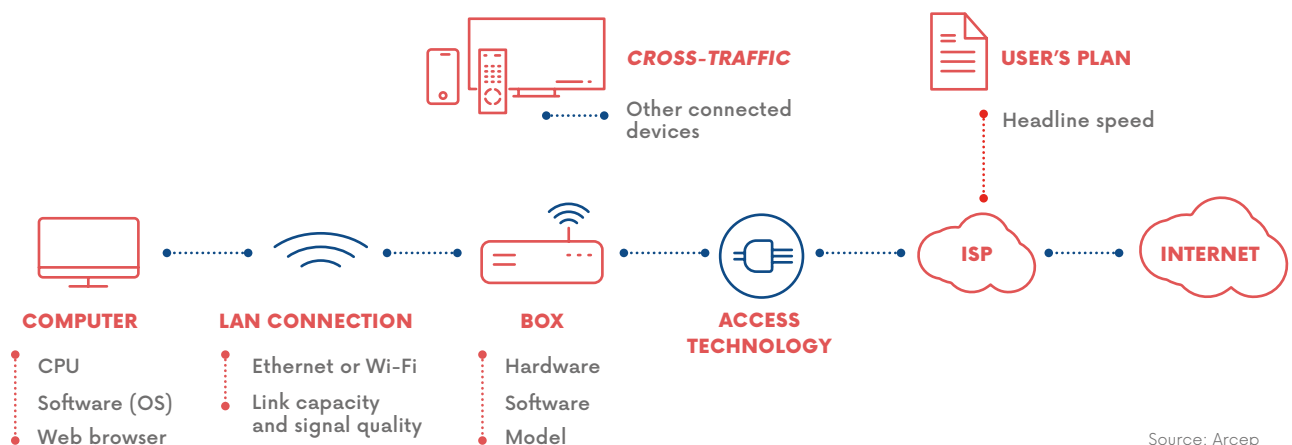 CROSS-TRAFFIC
Other connected
devices
USER'S PLAN
Headline speed
ISP
INTERNET
COMPUTER
CPU
Software (OS)
Web browser
LAN CONNECTION
Ethernet or Wi-Fi
Link capacity
and signal quality
BOX
Hardware
Software
Model
ACCESS
TECHNOLOGY
Source: Arcep